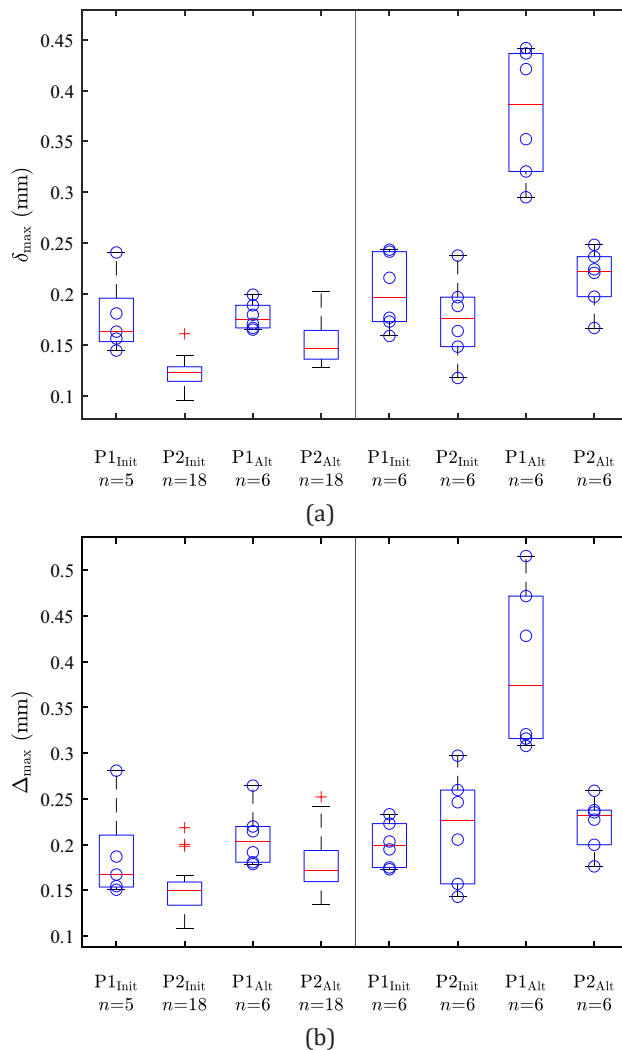 0.45
0.4
0.35
0.3
0.25
0.2
0.15
0.1
δmax (mm)
P1Init P2Init P1Alt P2Alt P1Init P2Init P1Alt P2Alt
n=5 n=18 n=6 n=18 n=6 n=6 n=6 n=6
(a)
0.5
0.45
0.4
0.35
0.3
0.25
0.2
0.15
0.1
Δmax (mm)
P1Init P2Init P1Alt P2Alt P1Init P2Init P1Alt P2Alt
n=5 n=18 n=6 n=18 n=6 n=6 n=6 n=6
(b)